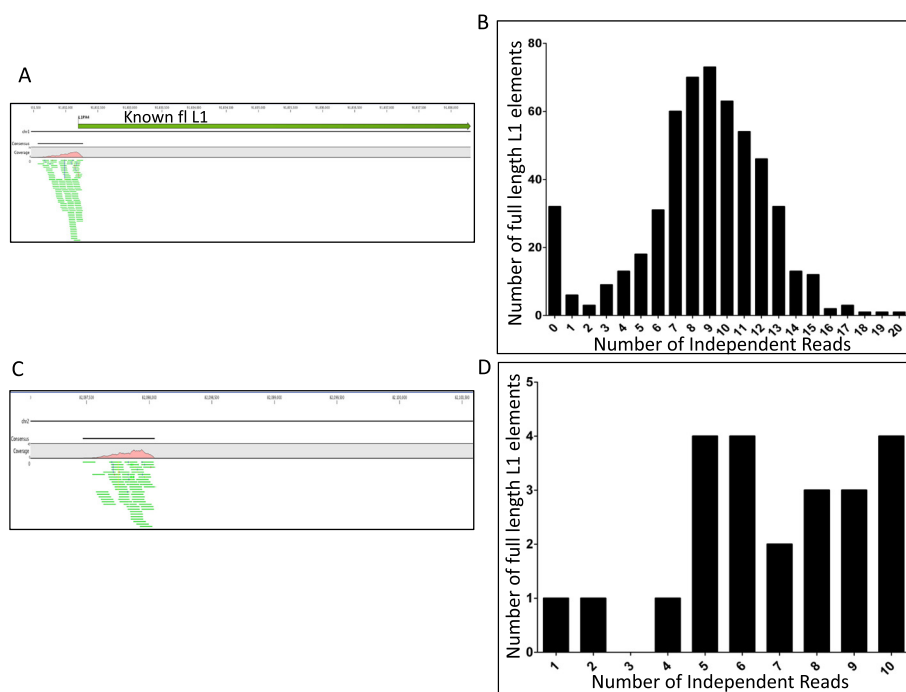 A
Known fl L1
chr1
Consensus
Coverage
B
Number of full length L1 elements
80
60
40
20
0
0 1 2 3 4 5 6 7 8 9 10 11 12 13 14 15 16 17 18 19 20
Number of Independent Reads
C
chr2
Consensus
Coverage
D
Number of full length L1 elements
5
4
3
2
1
0
1 2 3 4 5 6 7 8 9 10
Number of Independent Reads